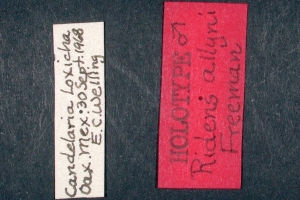 Candelaria Loxicha
Oax. Mex. 30 Sept. 1968
E.C. Welling
HOLOTYPE ♂
Ridens allyni
Freeman